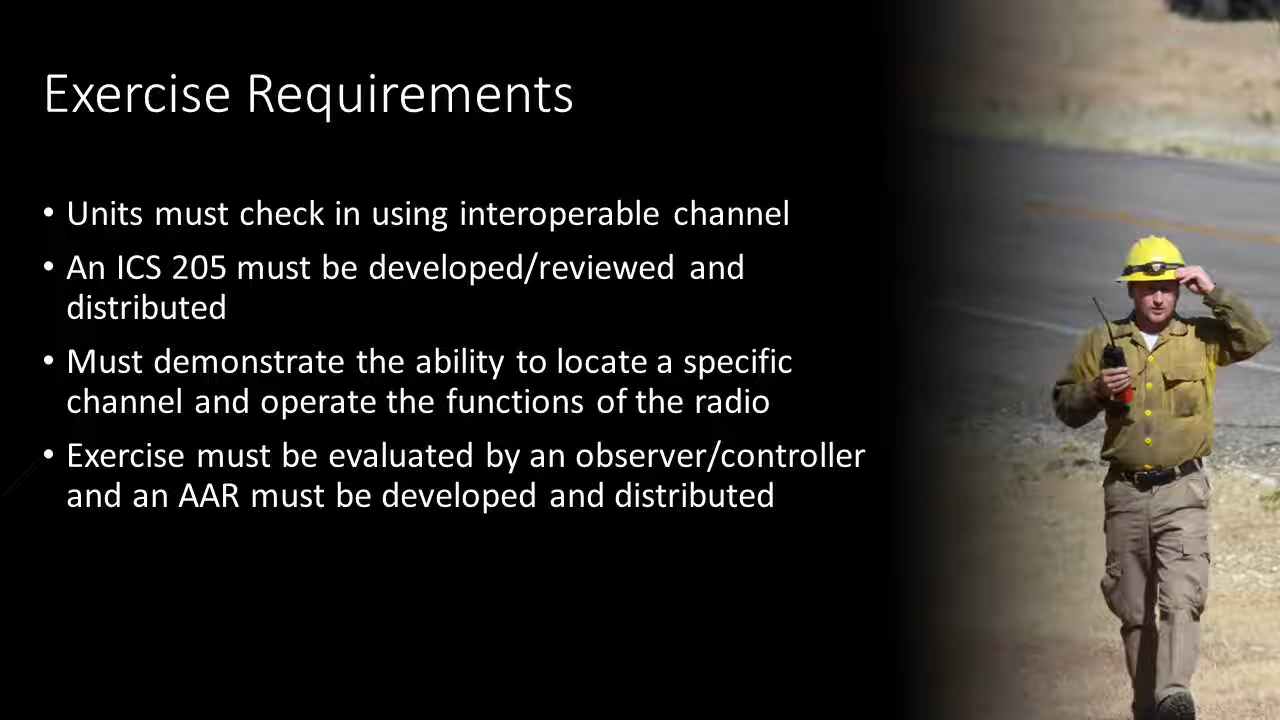 Exercise Requirements
• Units must check in using interoperable channel
• An ICS 205 must be developed/reviewed and
distributed
• Must demonstrate the ability to locate a specific
channel and operate the functions of the radio
• Exercise must be evaluated by an observer/controller
and an AAR must be developed and distributed